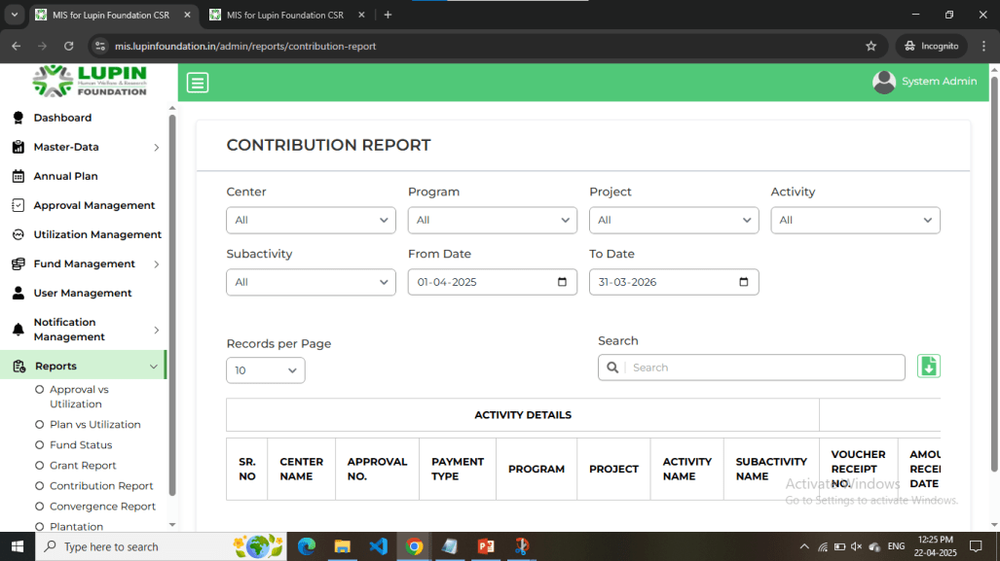 MIS for Lupin Foundation CSR
MIS for Lupin Foundation CSR
mis.lupinfoundation.in/admin/reports/contribution-report
Incognito
LUPIN
Human Welfare & Research
FOUNDATION
System Admin
Dashboard
Master-Data
Annual Plan
Approval Management
Utilization Management
Fund Management
User Management
Notification
Management
Reports
Approval vs
Utilization
Plan vs Utilization
Fund Status
Grant Report
Contribution Report
Convergence Report
Plantation
CONTRIBUTION REPORT
Center Program Project Activity
All All All All
Subactivity From Date To Date
All 01-04-2025 31-03-2026
Records per Page Search
10 Search
ACTIVITY DETAILS
SR. NO
CENTER NAME
APPROVAL NO.
PAYMENT TYPE
PROGRAM
PROJECT
ACTIVITY NAME
SUBACTIVITY NAME
VOUCHER RECEIPT NO.
DATE
Activate Windows
Go to Settings to activate Windows.
Type here to search
ENG
12:25 PM
22-04-2025